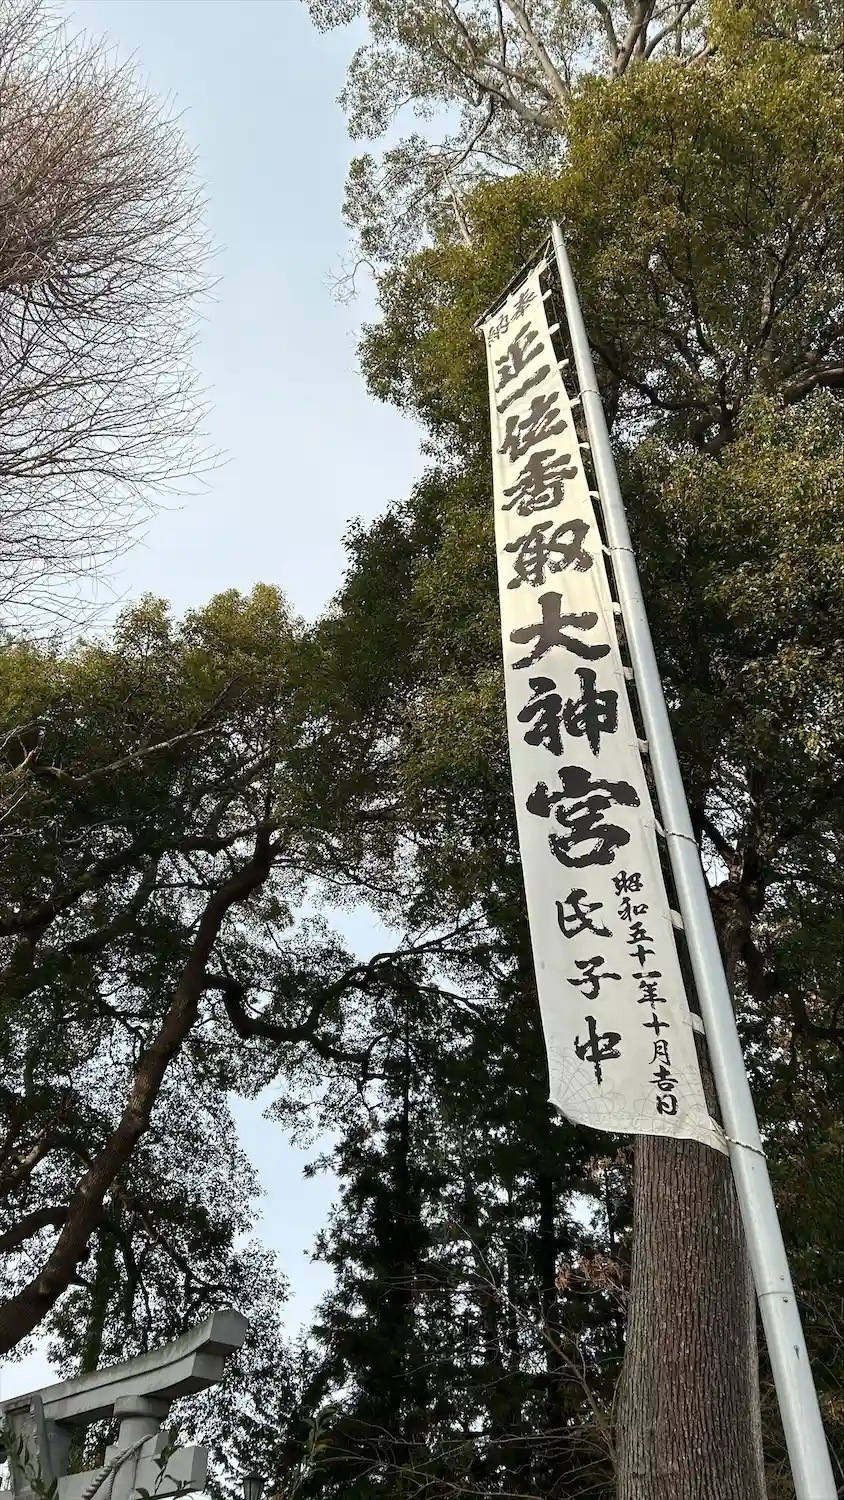 奉納
正一位香取大神宮
氏子中
昭和五十一年十月吉日